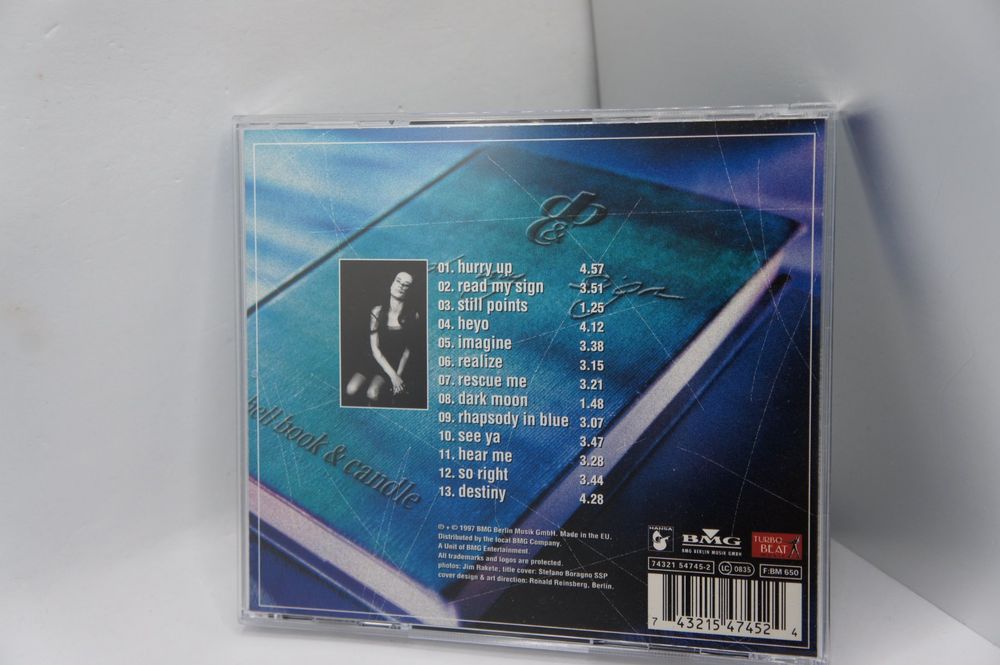 b
& c
read my sign
01. hurry up 4.57
02. read my sign 3.51
03. still points 1.25
04. heyo 4.12
05. imagine 3.38
06. realize 3.15
07. rescue me 3.21
08. dark moon 1.48
09. rhapsody in blue 3.07
10. see ya 3.47
11. hear me 3.28
12. so right 3.44
13. destiny 4.28
bell book & candle
℗ + © 1997 BMG Berlin Musik GmbH. Made in the EU.
Distributed by the local BMG Company.
A Unit of BMG Entertainment.
All trademarks and logos are protected.
photos: Jim Rakete, title cover: Stefano Boragno SSP
cover design & art direction: Ronald Reinsberg, Berlin.
HANSA
BMG
BMG BERLIN MUSIK GMBH
TURBO
BEAT
74321 54745-2
LC 0835
F:BM 650
7 43215 47452 4